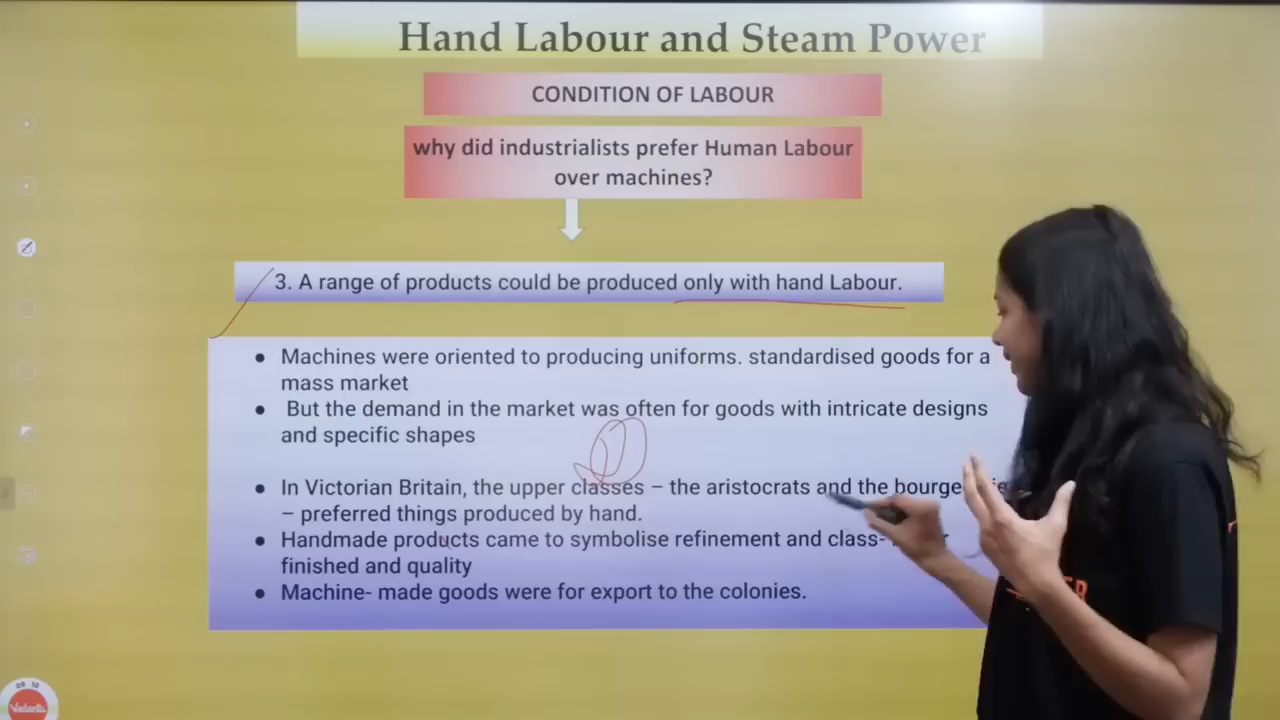 Hand Labour and Steam Power
CONDITION OF LABOUR
why did industrialists prefer Human Labour
over machines?
3. A range of products could be produced only with hand Labour.
● Machines were oriented to producing uniforms. standardised goods for a
mass market
● But the demand in the market was often for goods with intricate designs
and specific shapes
● In Victorian Britain, the upper classes – the aristocrats and the
– preferred things produced by hand.
● Handmade products came to symbolise refinement and class-
finished and quality
● Machine- made goods were for export to the colonies.
09 10
Vedantu